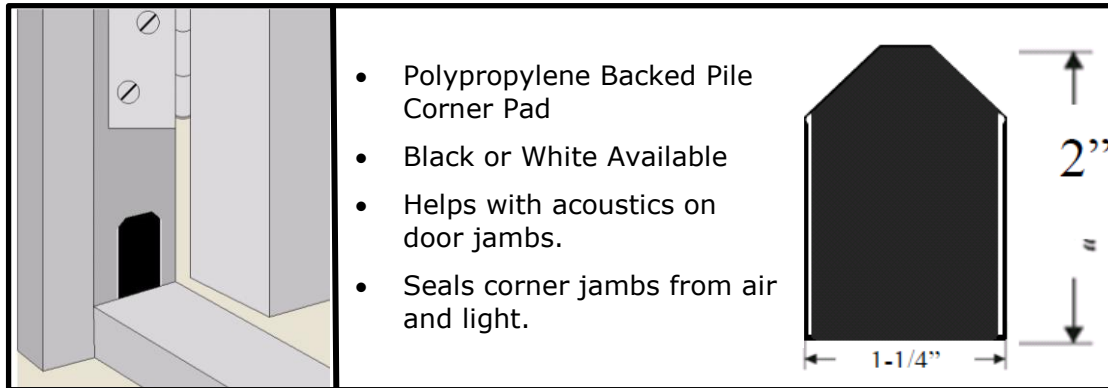 • Polypropylene Backed Pile
Corner Pad
• Black or White Available
• Helps with acoustics on
door jambs.
• Seals corner jambs from air
and light.
2”
"
1-1/4”